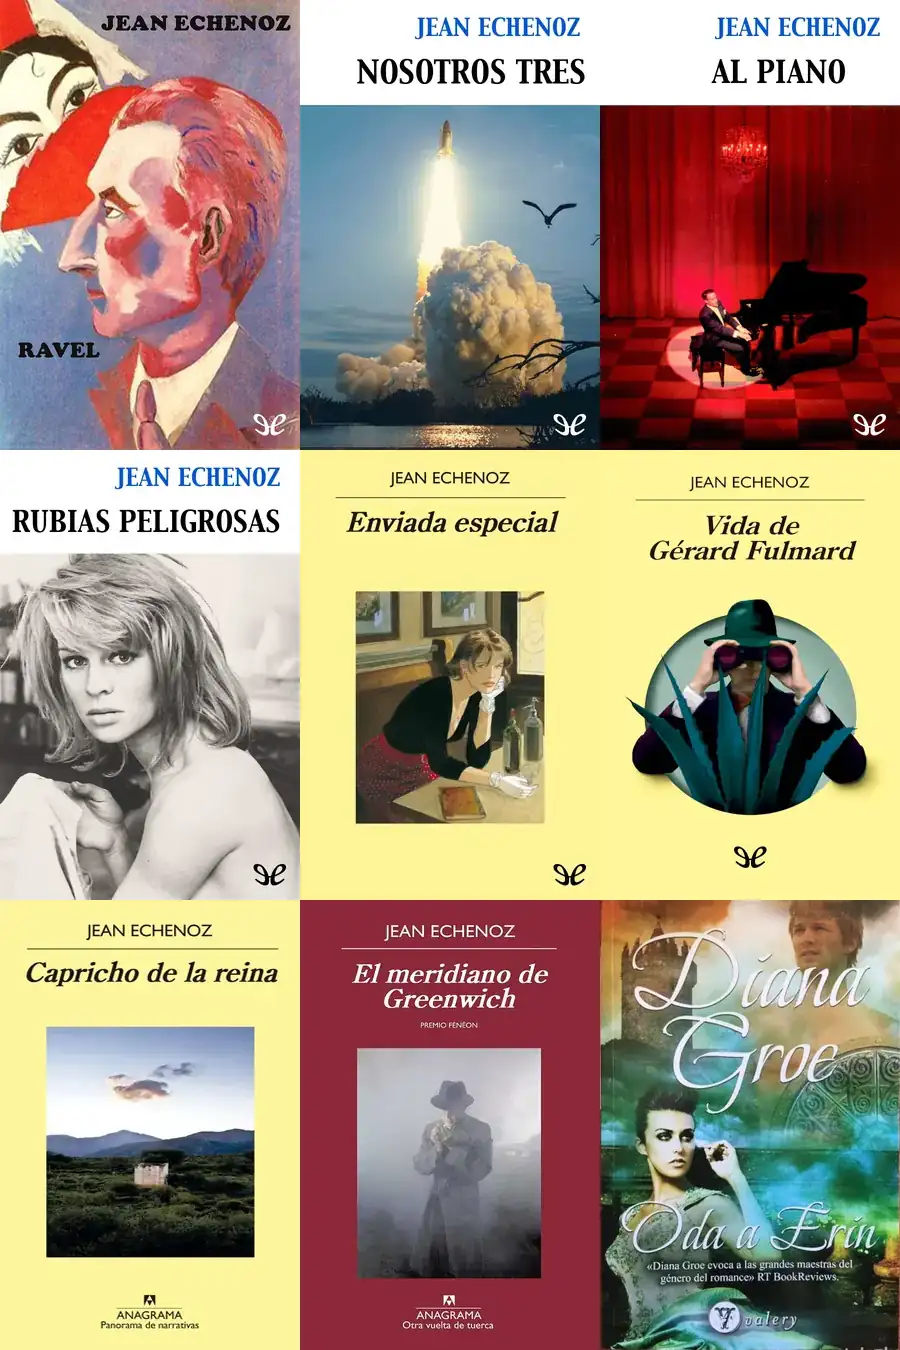 JEAN ECHENOZ
RAVEL
JEAN ECHENOZ
NOSOTROS TRES
JEAN ECHENOZ
AL PIANO
JEAN ECHENOZ
RUBIAS PELIGROSAS
JEAN ECHENOZ
Enviada especial
JEAN ECHENOZ
Vida de
Gérard Fulmard
JEAN ECHENOZ
Capricho de la reina
ANAGRAMA
Panorama de narrativas
JEAN ECHENOZ
El meridiano de
Greenwich
PREMIO FÉNÉON
ANAGRAMA
Otra vuelta de tuerca
Diana
Groe
Oda a Erín
«Diana Groe evoca a las grandes maestras del
género del romance» RT BookReviews.
valery